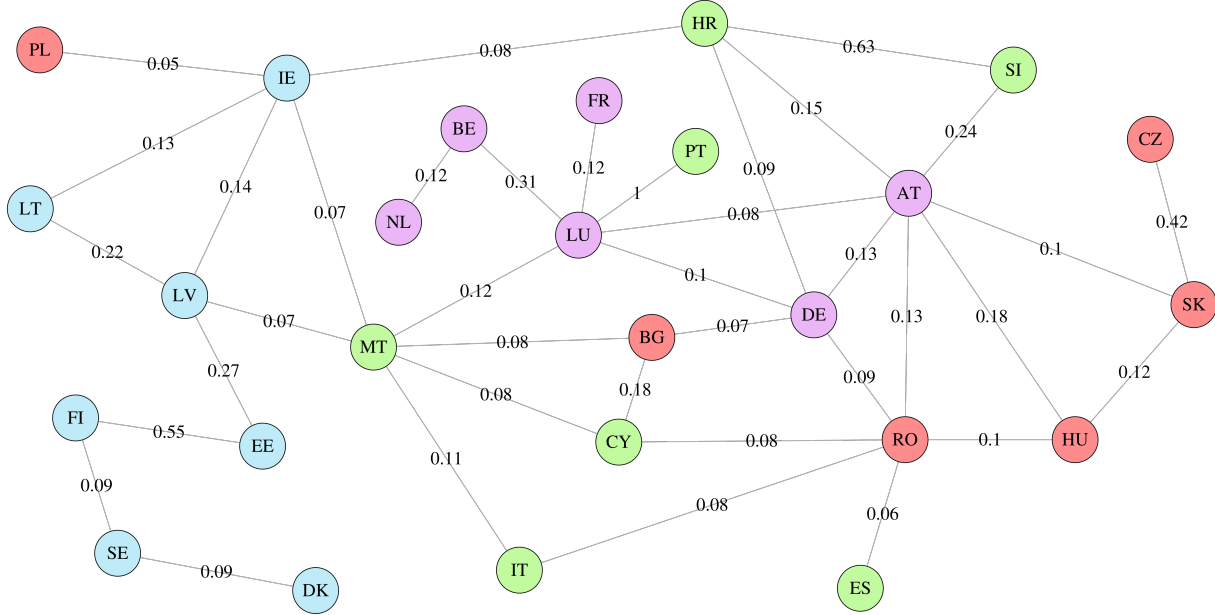 HR
PL
0.05
0.08
0.63
IE
SI
FR
0.15
BE
0.24
CZ
0.13
PT
0.12
0.12
0.09
0.14
0.31
1
AT
LT
0.07
NL
0.08
0.42
LU
0.22
0.13
0.1
0.1
LV
0.12
SK
0.07
DE
0.13
0.18
MT
0.08
BG
0.07
0.27
0.12
0.09
0.08
0.18
FI
0.55
EE
CY
0.08
RO
0.1
HU
0.11
0.09
0.08
0.06
SE
0.09
IT
DK
ES